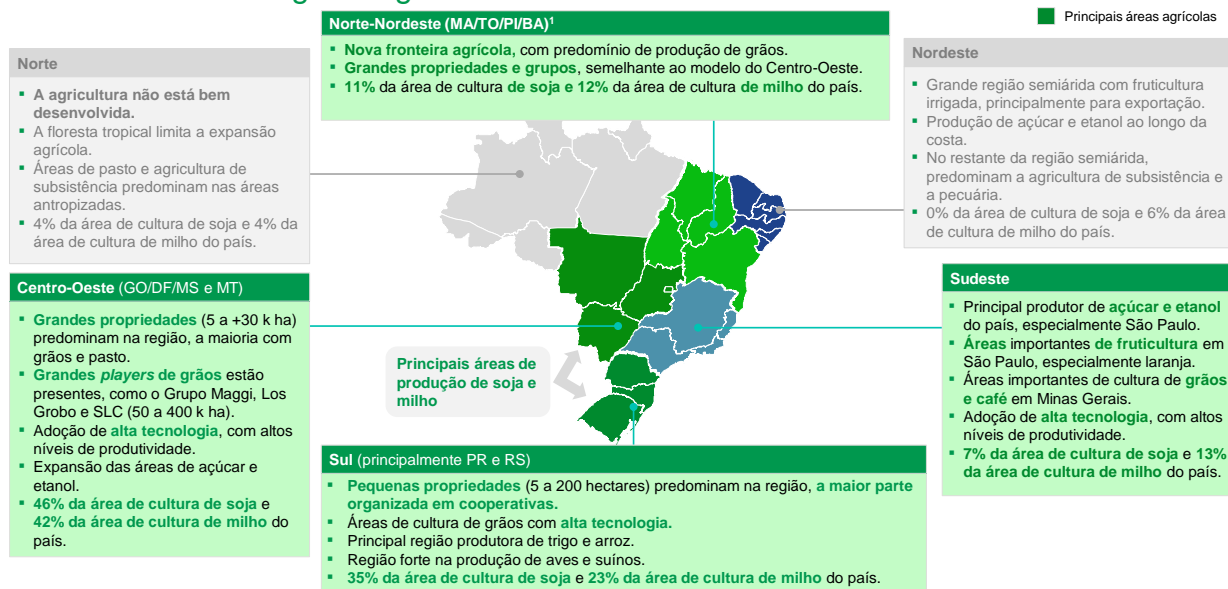 Principais áreas agrícolas
Norte-Nordeste (MA/TO/PI/BA)¹
▪ Nova fronteira agrícola, com predomínio de produção de grãos.
▪ Grandes propriedades e grupos, semelhante ao modelo do Centro-Oeste.
▪ 11% da área de cultura de soja e 12% da área de cultura de milho do país.
Norte
▪ A agricultura não está bem
desenvolvida.
▪ A floresta tropical limita a expansão
agrícola.
▪ Áreas de pasto e agricultura de
subsistência predominam nas áreas
antropizadas.
▪ 4% da área de cultura de soja e 4% da
área de cultura de milho do país.
Nordeste
▪ Grande região semiárida com fruticultura
irrigada, principalmente para exportação.
▪ Produção de açúcar e etanol ao longo da
costa.
▪ No restante da região semiárida,
predominam a agricultura de subsistência e
a pecuária.
▪ 0% da área de cultura de soja e 6% da área
de cultura de milho do país.
Centro-Oeste (GO/DF/MS e MT)
▪ Grandes propriedades (5 a +30 k ha)
predominam na região, a maioria com
grãos e pasto.
▪ Grandes players de grãos estão
presentes, como o Grupo Maggi, Los
Grobo e SLC (50 a 400 k ha).
▪ Adoção de alta tecnologia, com altos
níveis de produtividade.
▪ Expansão das áreas de açúcar e
etanol.
▪ 46% da área de cultura de soja e
42% da área de cultura de milho do
país.
Principais áreas de
produção de soja e
milho
Sudeste
▪ Principal produtor de açúcar e etanol
do país, especialmente São Paulo.
▪ Áreas importantes de fruticultura em
São Paulo, especialmente laranja.
▪ Áreas importantes de cultura de grãos
e café em Minas Gerais.
▪ Adoção de alta tecnologia, com altos
níveis de produtividade.
▪ 7% da área de cultura de soja e 13%
da área de cultura de milho do país.
Sul (principalmente PR e RS)
▪ Pequenas propriedades (5 a 200 hectares) predominam na região, a maior parte
organizada em cooperativas.
▪ Áreas de cultura de grãos com alta tecnologia.
▪ Principal região produtora de trigo e arroz.
▪ Região forte na produção de aves e suínos.
▪ 35% da área de cultura de soja e 23% da área de cultura de milho do país.